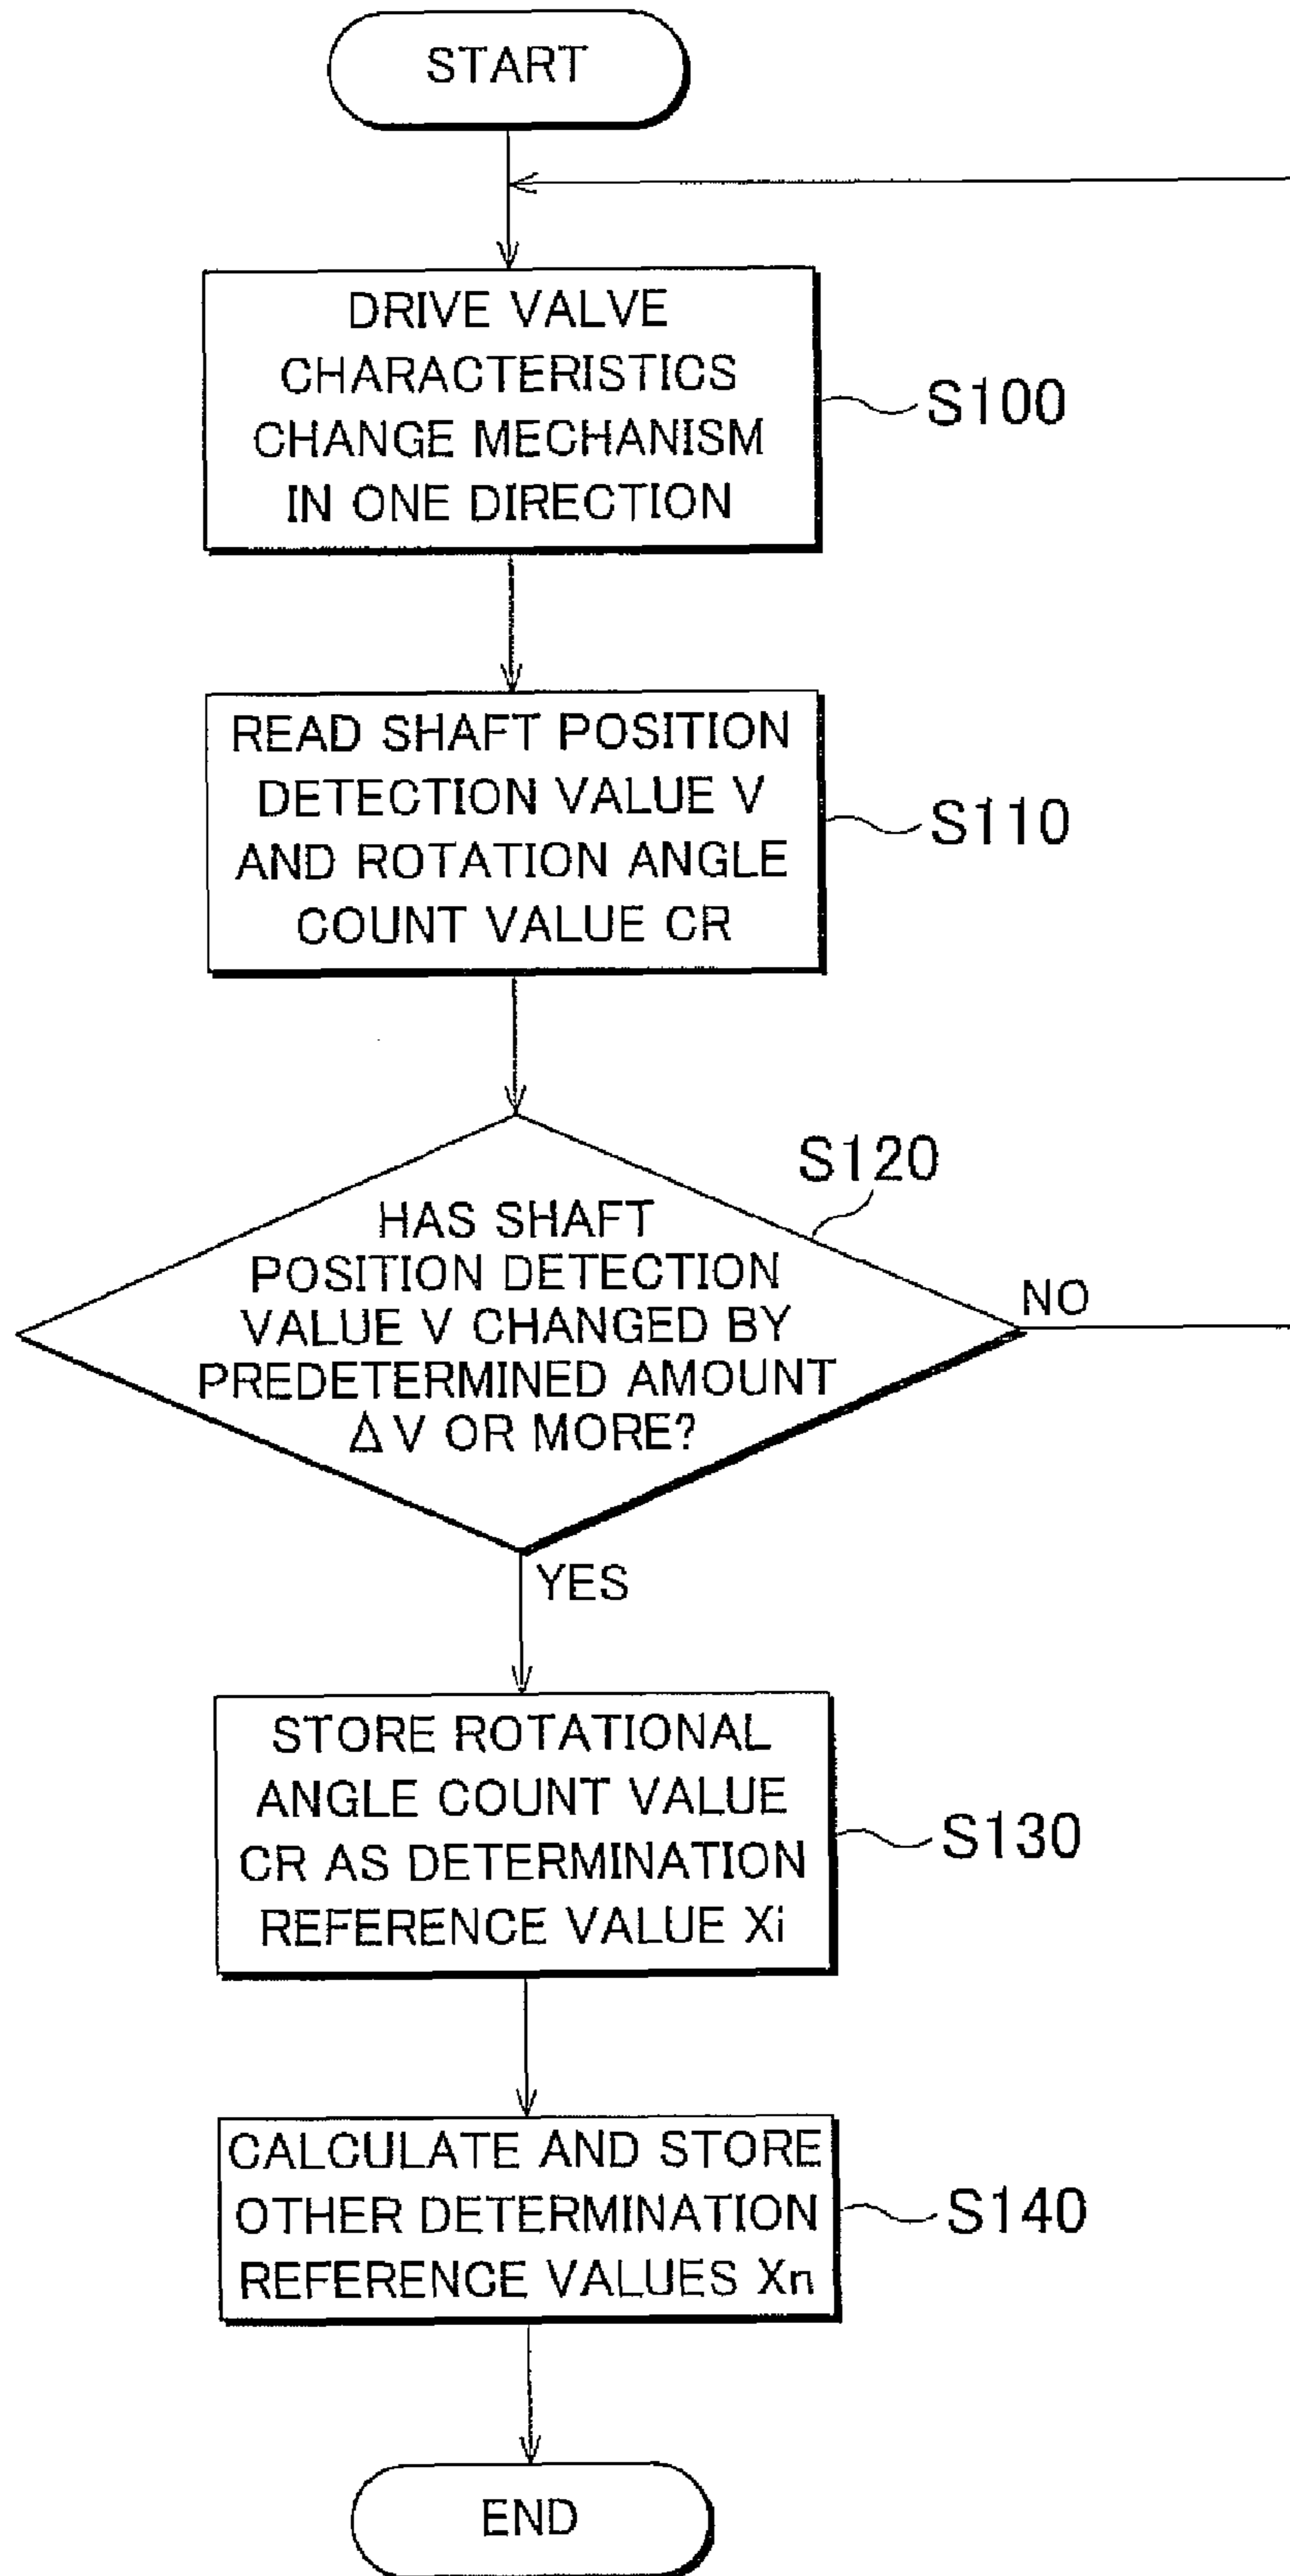 START
DRIVE VALVE
CHARACTERISTICS
CHANGE MECHANISM
IN ONE DIRECTION
S100
READ SHAFT POSITION
DETECTION VALUE V
AND ROTATION ANGLE
COUNT VALUE CR
S110
S120
HAS SHAFT
POSITION DETECTION
VALUE V CHANGED BY
PREDETERMINED AMOUNT
ΔV OR MORE?
NO
YES
STORE ROTATIONAL
ANGLE COUNT VALUE
CR AS DETERMINATION
REFERENCE VALUE Xi
S130
CALCULATE AND STORE
OTHER DETERMINATION
REFERENCE VALUES Xn
S140
END